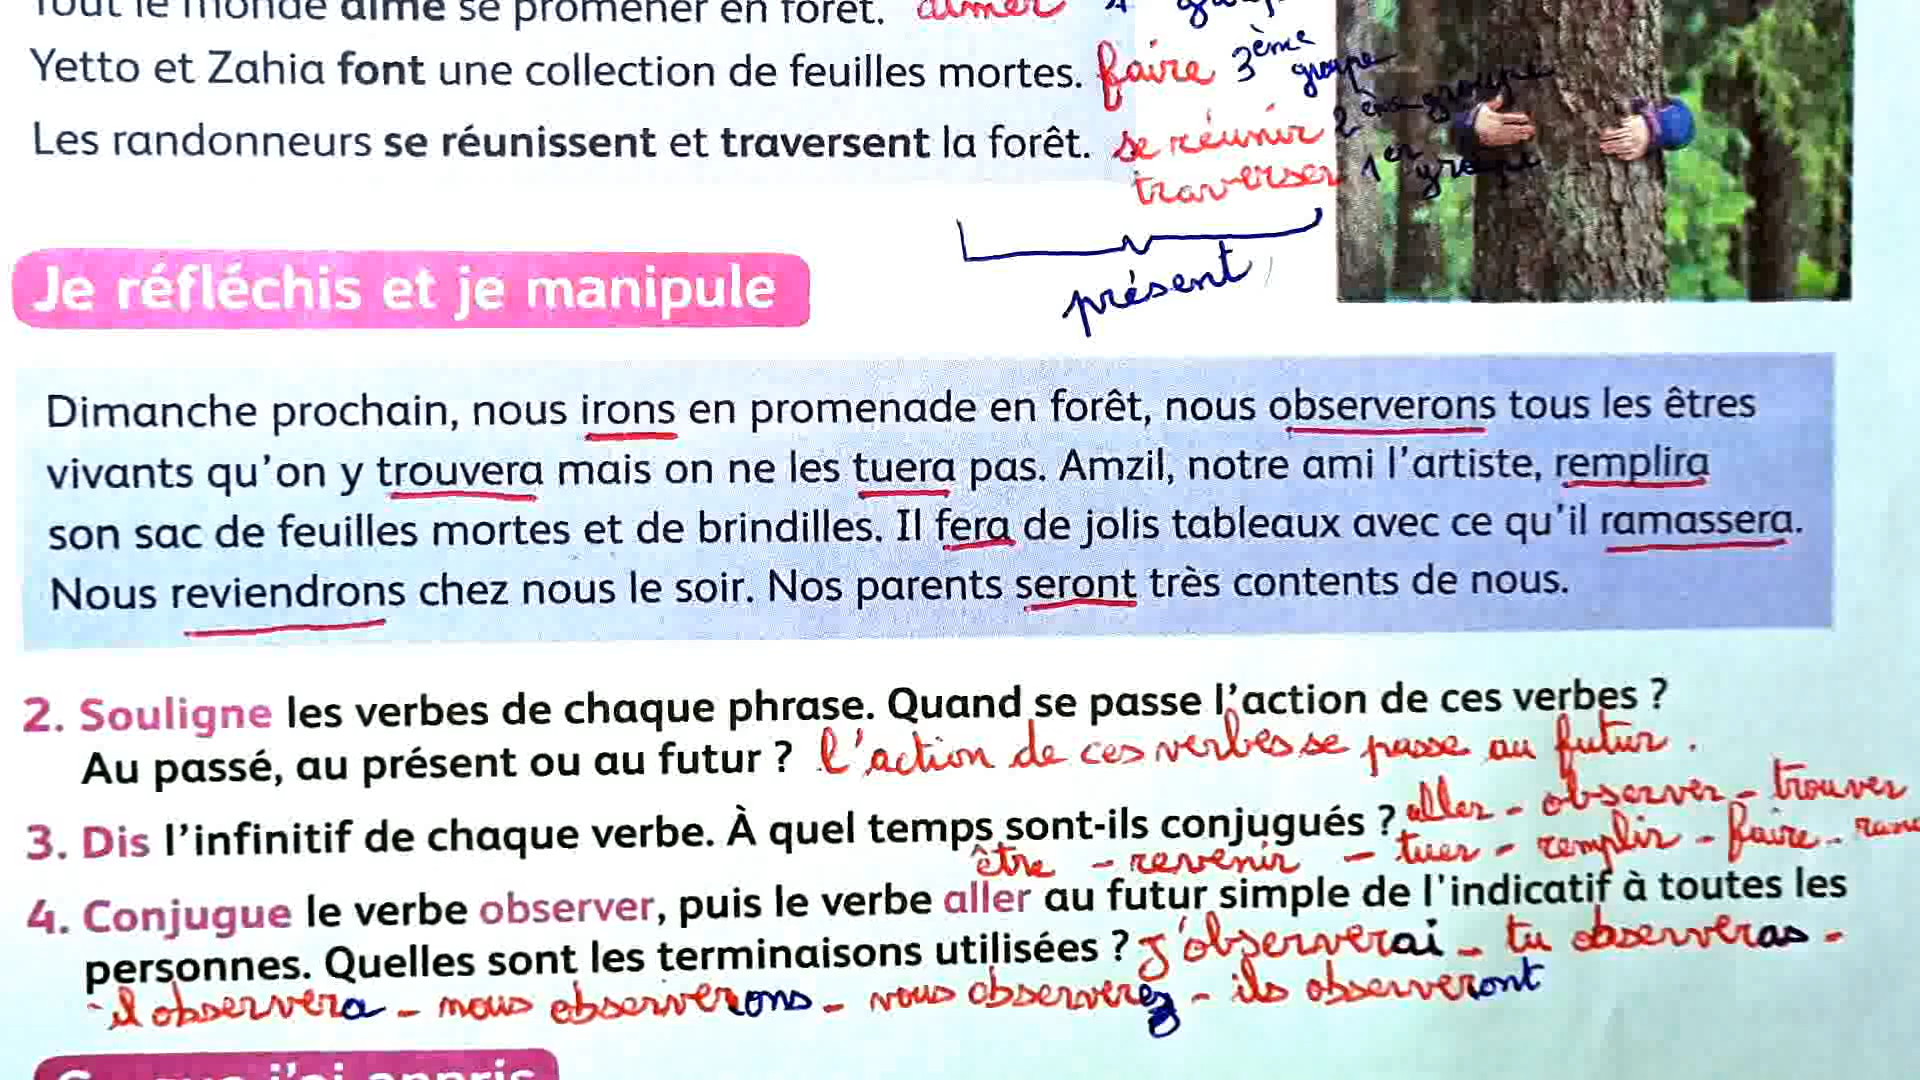 Tout le monde aime se promener en forêt. aimer
Yetto et Zahia font une collection de feuilles mortes. faire 3ème groupe
Les randonneurs se réunissent et traversent la forêt. se réunir 2ème groupe
traverser 1er groupe
présent
Je réfléchis et je manipule
Dimanche prochain, nous irons en promenade en forêt, nous observerons tous les êtres
vivants qu'on y trouvera mais on ne les tuera pas. Amzil, notre ami l'artiste, remplira
son sac de feuilles mortes et de brindilles. Il fera de jolis tableaux avec ce qu'il ramassera.
Nous reviendrons chez nous le soir. Nos parents seront très contents de nous.
2. Souligne les verbes de chaque phrase. Quand se passe l'action de ces verbes ?
Au passé, au présent ou au futur ? l'action de ces verbes se passe au futur.
3. Dis l'infinitif de chaque verbe. À quel temps sont-ils conjugués ? aller - observer - trouver
être - revenir - tuer - remplir - faire -
4. Conjugue le verbe observer, puis le verbe aller au futur simple de l'indicatif à toutes les
personnes. Quelles sont les terminaisons utilisées ? J'observerai - tu observeras -
- il observera - nous observerons - vous observerez - ils observeront